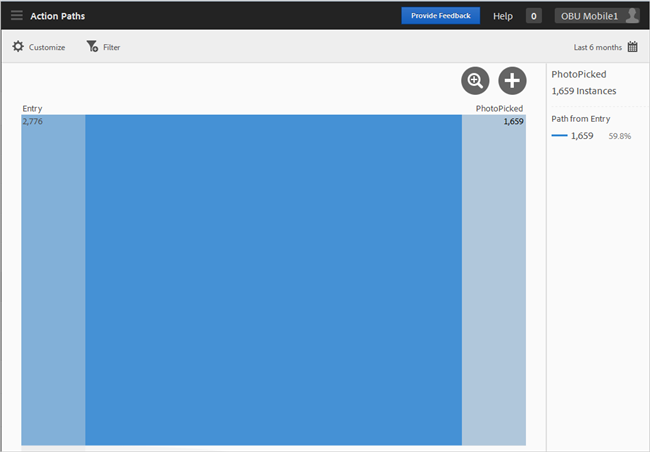 Action Paths
Provide Feedback
Help
0
OBU Mobile1
Customize
Filter
Last 6 months
Entry
PhotoPicked
2,776
1,659
PhotoPicked
1,659 Instances
Path from Entry
1,659 59.8%